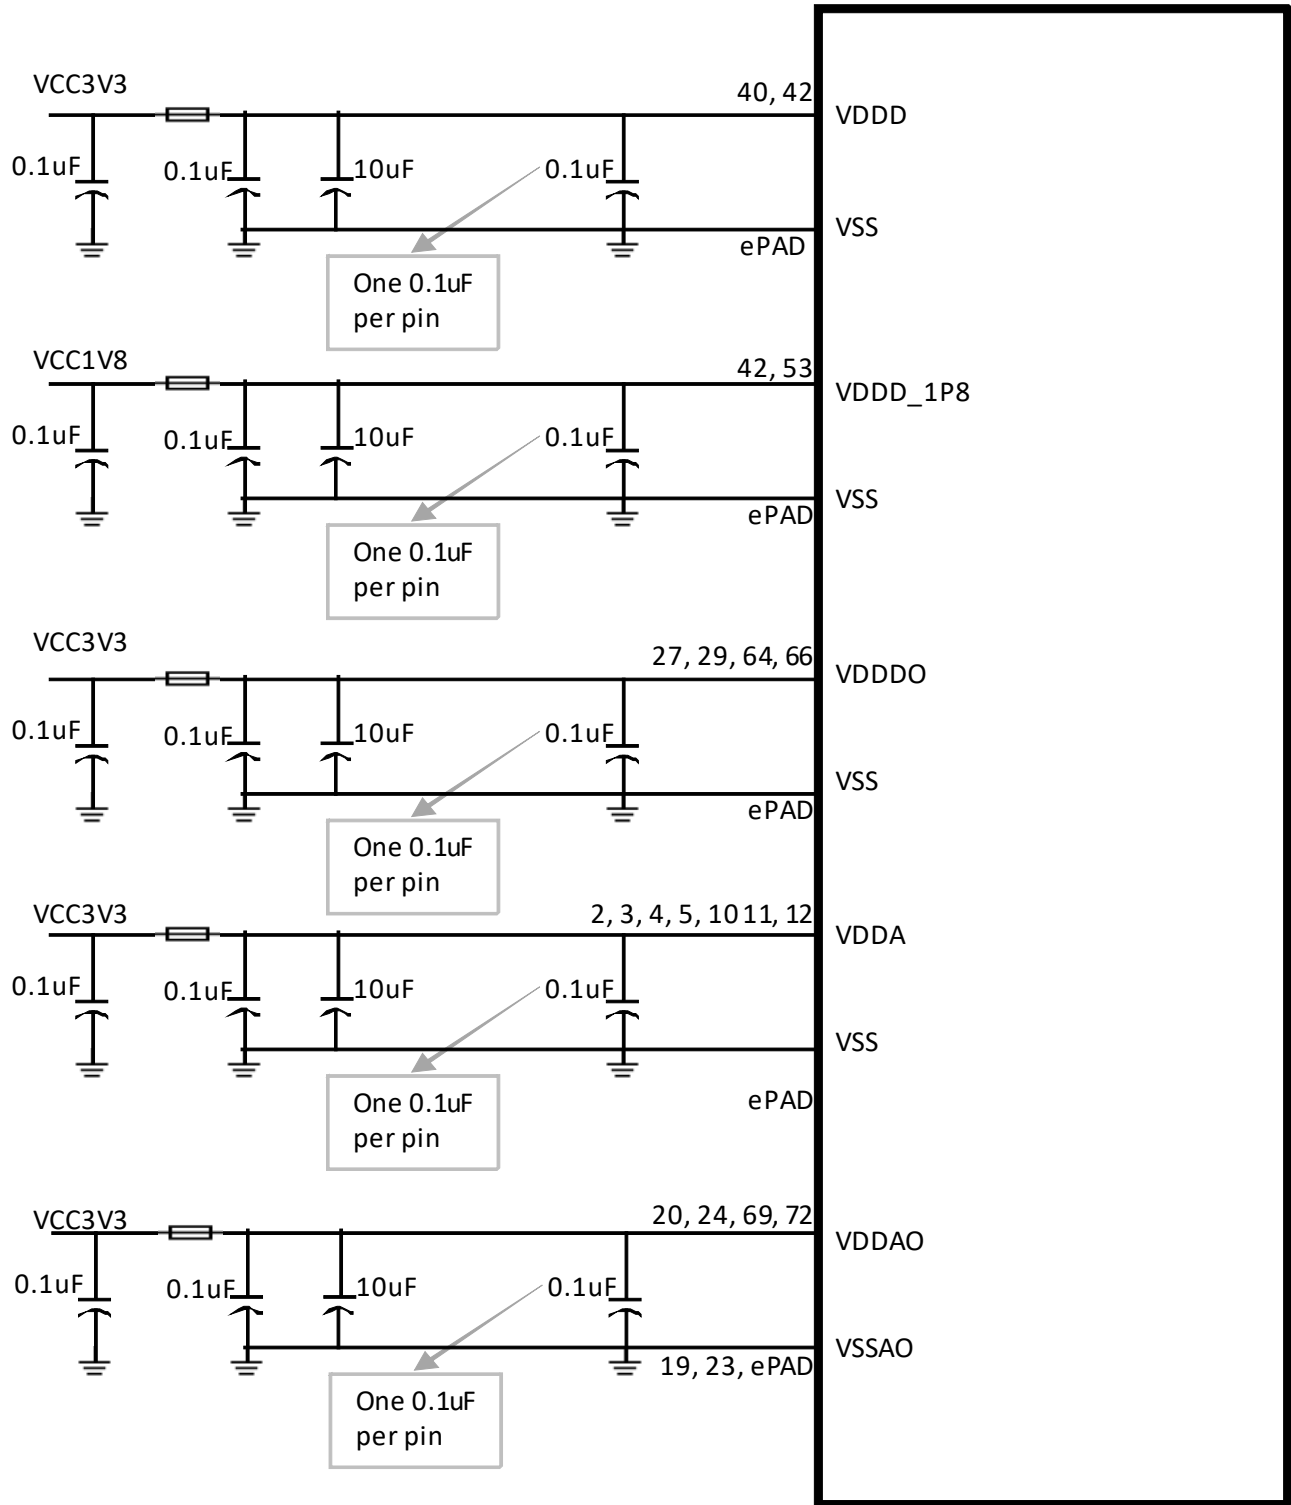 VCC3V3
40, 42
VDDD
0.1uF
0.1uF
10uF
0.1uF
VSS
ePAD
One 0.1uF
per pin
VCC1V8
42, 53
VDDD_1P8
0.1uF
0.1uF
10uF
0.1uF
VSS
ePAD
One 0.1uF
per pin
VCC3V3
27, 29, 64, 66
VDDDO
0.1uF
0.1uF
10uF
0.1uF
VSS
ePAD
One 0.1uF
per pin
VCC3V3
2, 3, 4, 5, 10 11, 12
VDDA
0.1uF
0.1uF
10uF
0.1uF
VSS
ePAD
One 0.1uF
per pin
VCC3V3
20, 24, 69, 72
VDDAO
0.1uF
0.1uF
10uF
0.1uF
VSSAO
19, 23, ePAD
One 0.1uF
per pin